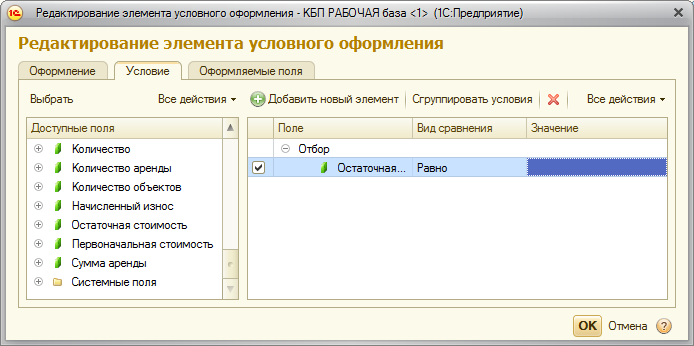 Редактирование элемента условного оформления - КБП РАБОЧАЯ база <1> (1С:Предприятие)
Редактирование элемента условного оформления
Оформление Условие Оформляемые поля
Выбрать Все действия Добавить новый элемент Сгруппировать условия Все действия
Доступные поля Поле Вид сравнения Значение
Количество Отбор
Количество аренды Остаточная... Равно
Количество объектов
Начисленный износ
Остаточная стоимость
Первоначальная стоимость
Сумма аренды
Системные поля
OK Отмена ?